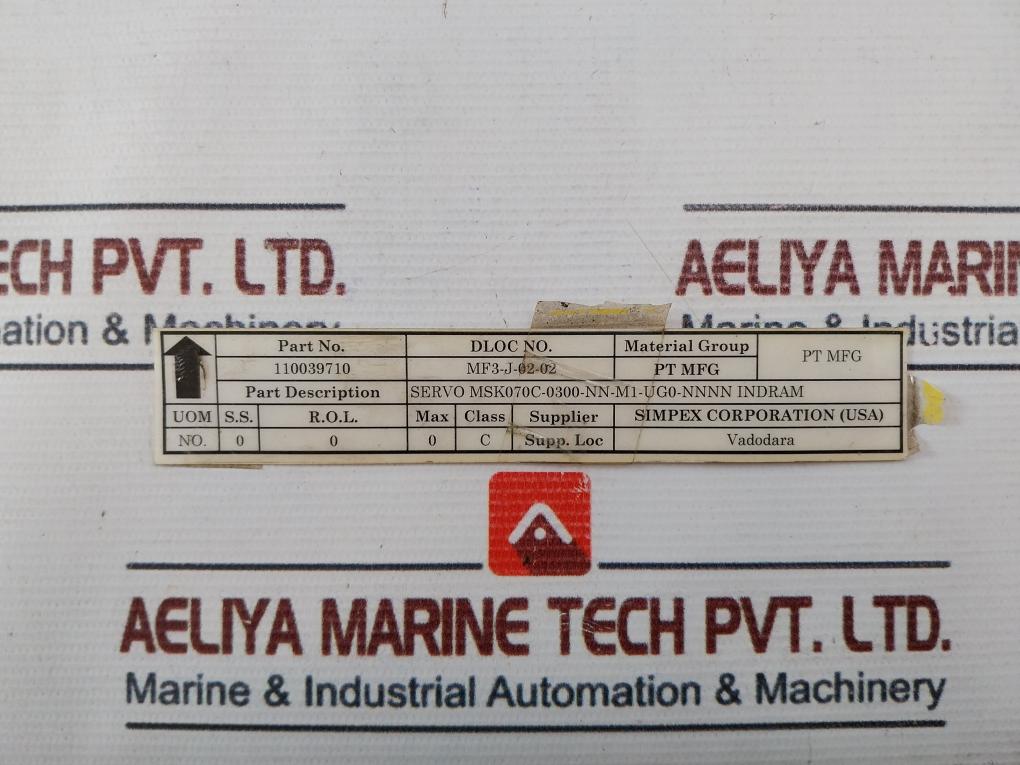 ECH PVT. LTD.
AELIYA MARIN
ation & Machinery
Marine & Industria
Part No. DLOC NO. Material Group PT MFG
110039710 MF3-J-02-02 PT MFG
Part Description SERVO MSK070C-0300-NN-M1-UG0-NNNN INDRAM
UOM S.S. R.O.L. Max Class Supplier SIMPEX CORPORATION (USA)
NO. 0 0 0 C Supp. Loc Vadodara
AELIYA MARINE TECH PVT. LTD.
Marine & Industrial Automation & Machinery